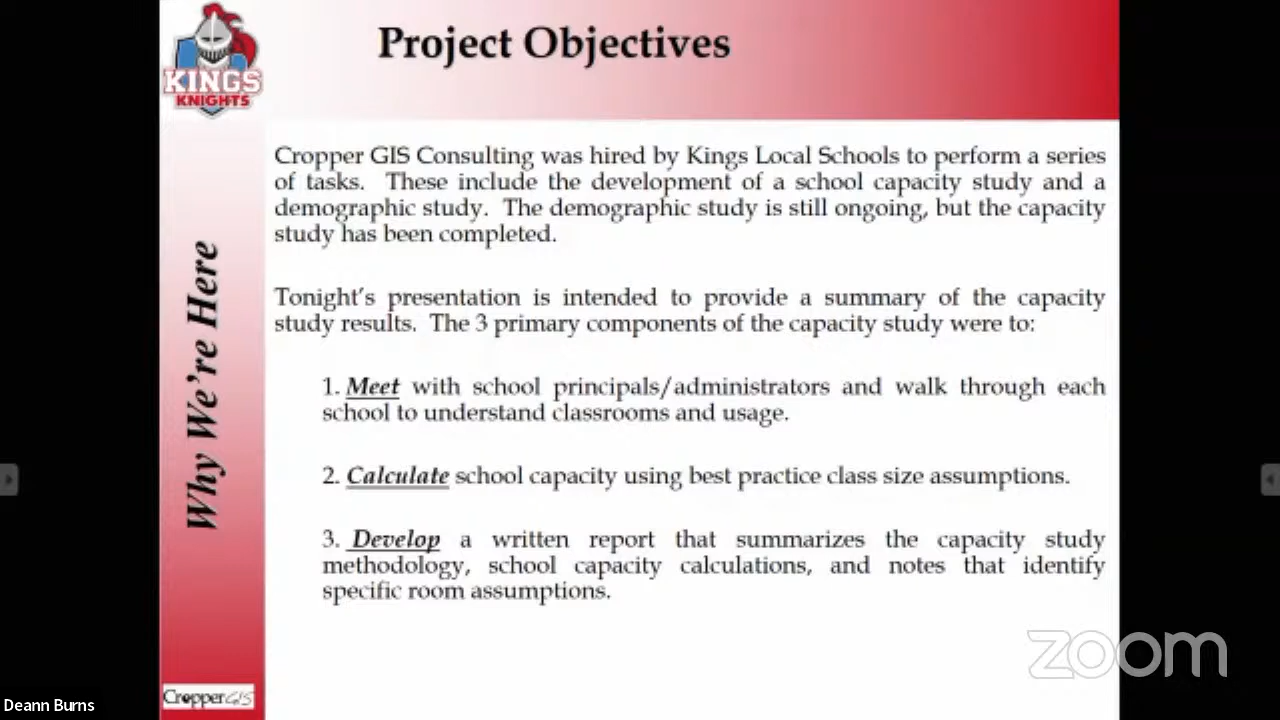 KINGS
KNIGHTS
Project Objectives
Why We're Here
Cropper GIS Consulting was hired by Kings Local Schools to perform a series
of tasks. These include the development of a school capacity study and a
demographic study. The demographic study is still ongoing, but the capacity
study has been completed.
Tonight's presentation is intended to provide a summary of the capacity
study results. The 3 primary components of the capacity study were to:
1. Meet with school principals/administrators and walk through each
school to understand classrooms and usage.
2. Calculate school capacity using best practice class size assumptions.
3. Develop a written report that summarizes the capacity study
methodology, school capacity calculations, and notes that identify
specific room assumptions.
zoom
Cropper GIS
Deann Burns